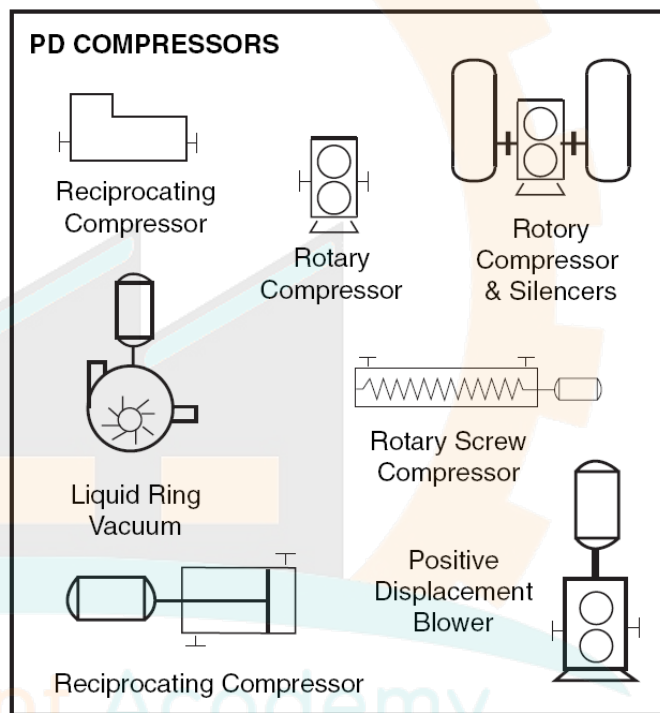 PD COMPRESSORS
Reciprocating
Compressor
Rotary
Compressor
Rotory
Compressor
& Silencers
Liquid Ring
Vacuum
Rotary Screw
Compressor
Positive
Displacement
Blower
Reciprocating Compressor
Academy